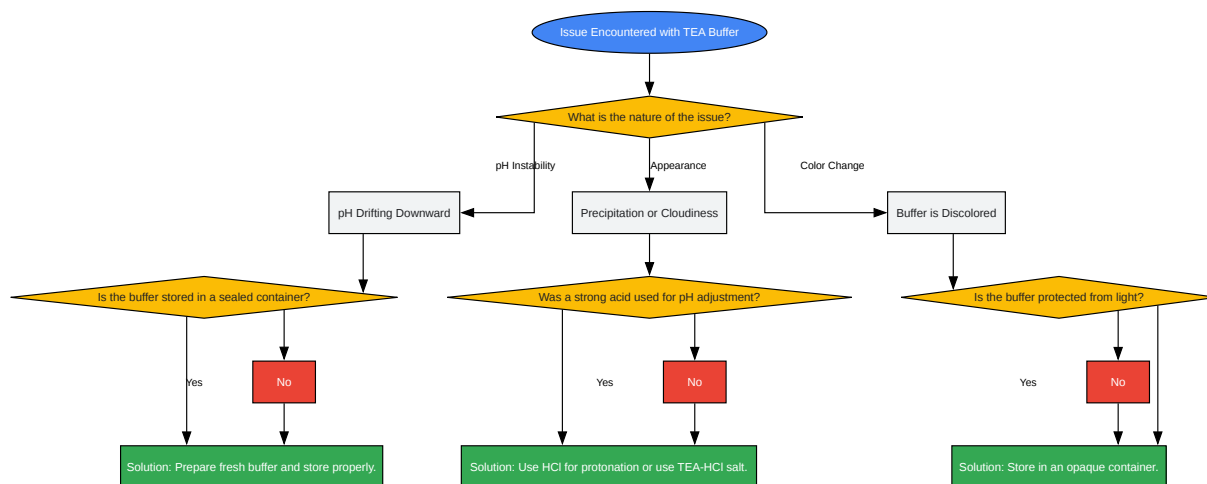 Issue Encountered with TEA Buffer
What is the nature of the issue?
pH Instability
Appearance
Color Change
pH Drifting Downward
Precipitation or Cloudiness
Buffer is Discolored
Is the buffer stored in a sealed container?
Was a strong acid used for pH adjustment?
Is the buffer protected from light?
Yes
No
Yes
No
Yes
No
Solution: Prepare fresh buffer and store properly.
Solution: Use HCl for protonation or use TEA-HCl salt.
Solution: Store in an opaque container.